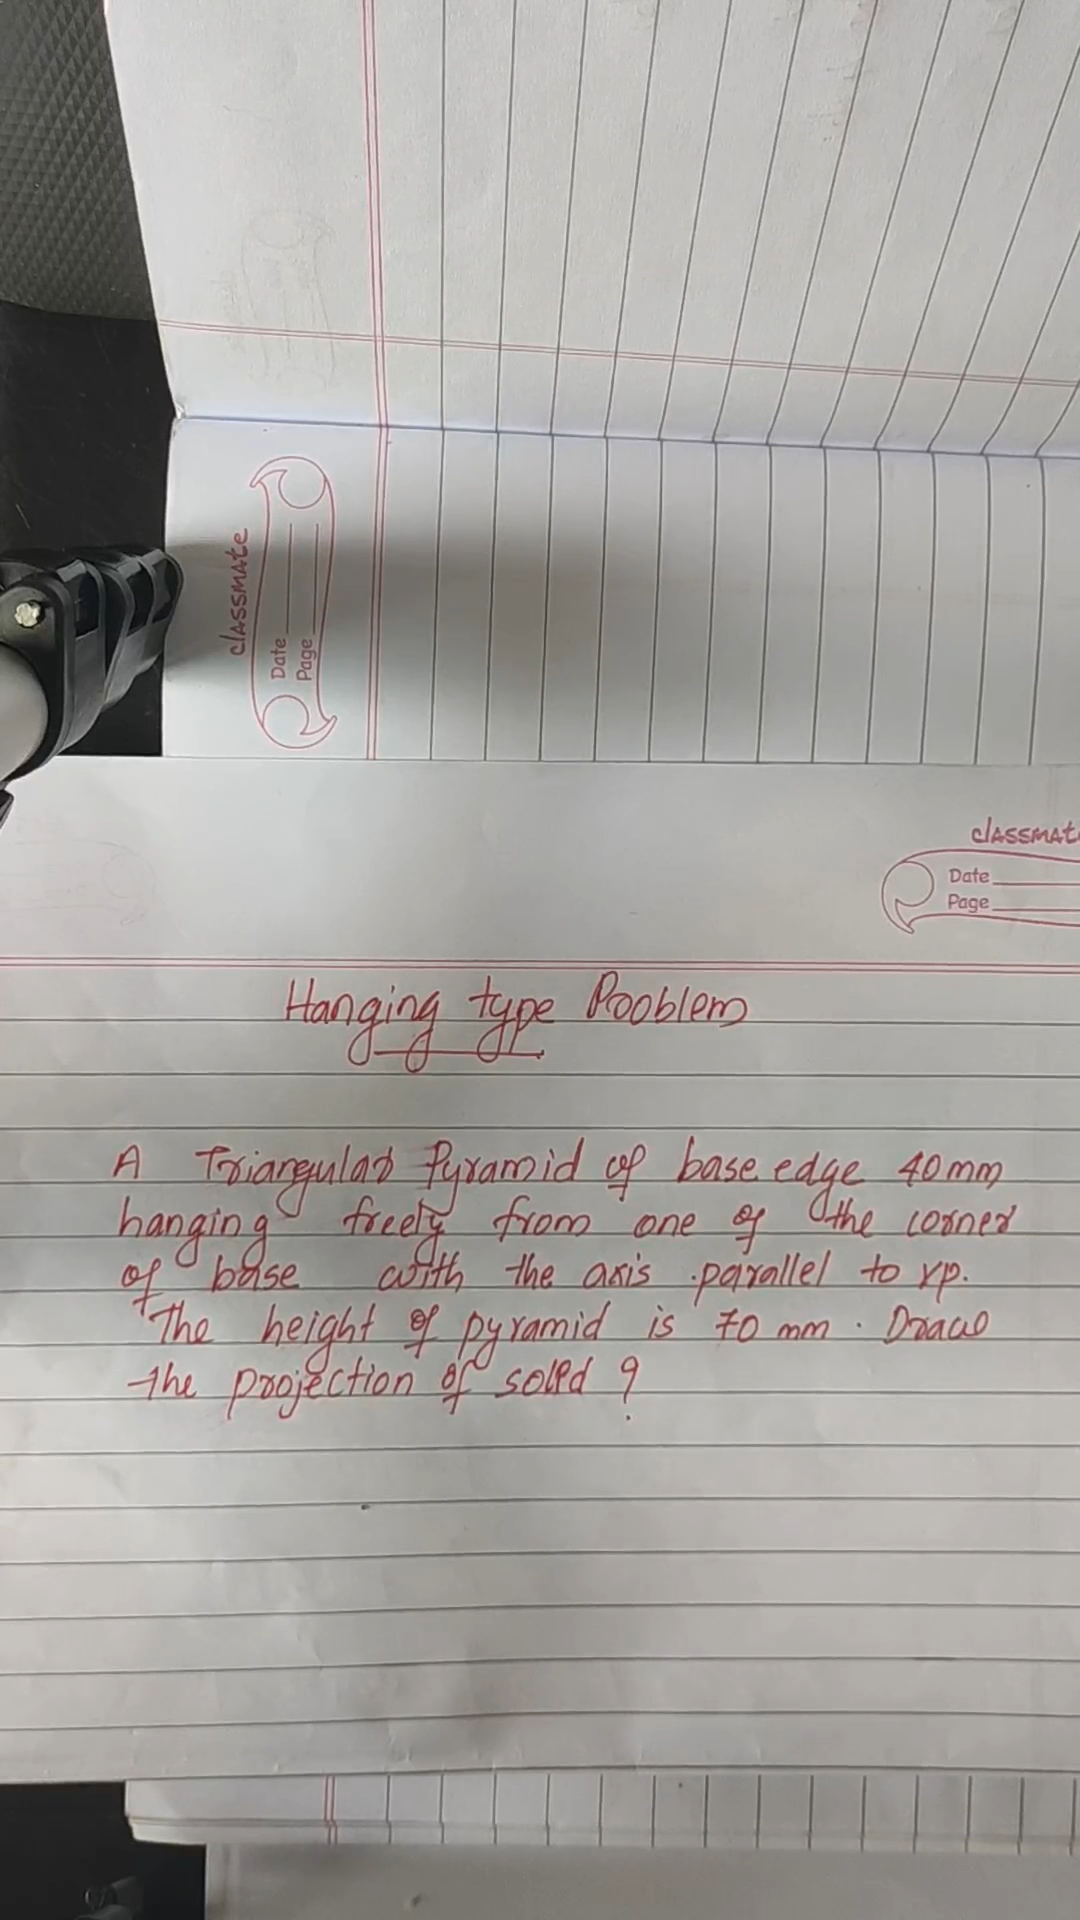 classmate
Date
Page
classmat
Date
Page
Hanging type Problem
A Triangular Pyramid of base edge 40mm
hanging freely from one of the corner
of base with the axis parallel to vp.
The height of pyramid is 70 mm. Draw
the projection of solid ?